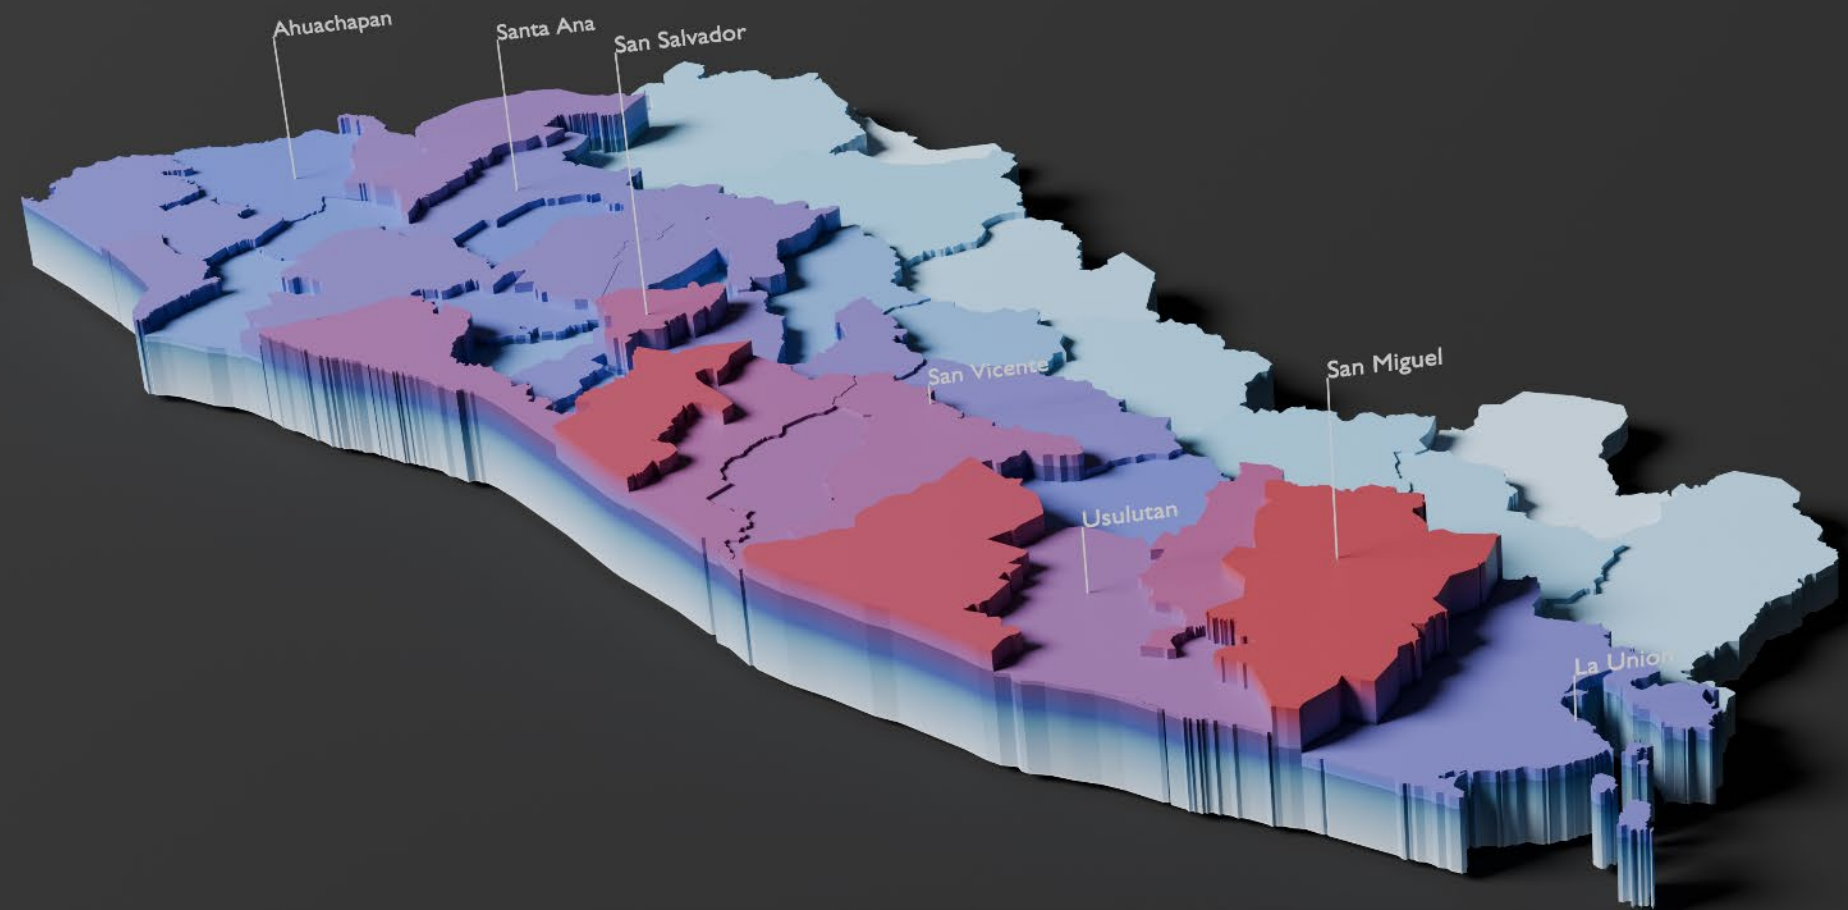 Ahuachapan
Santa Ana
San Salvador
San Vicente
San Miguel
Usulutan
La Union